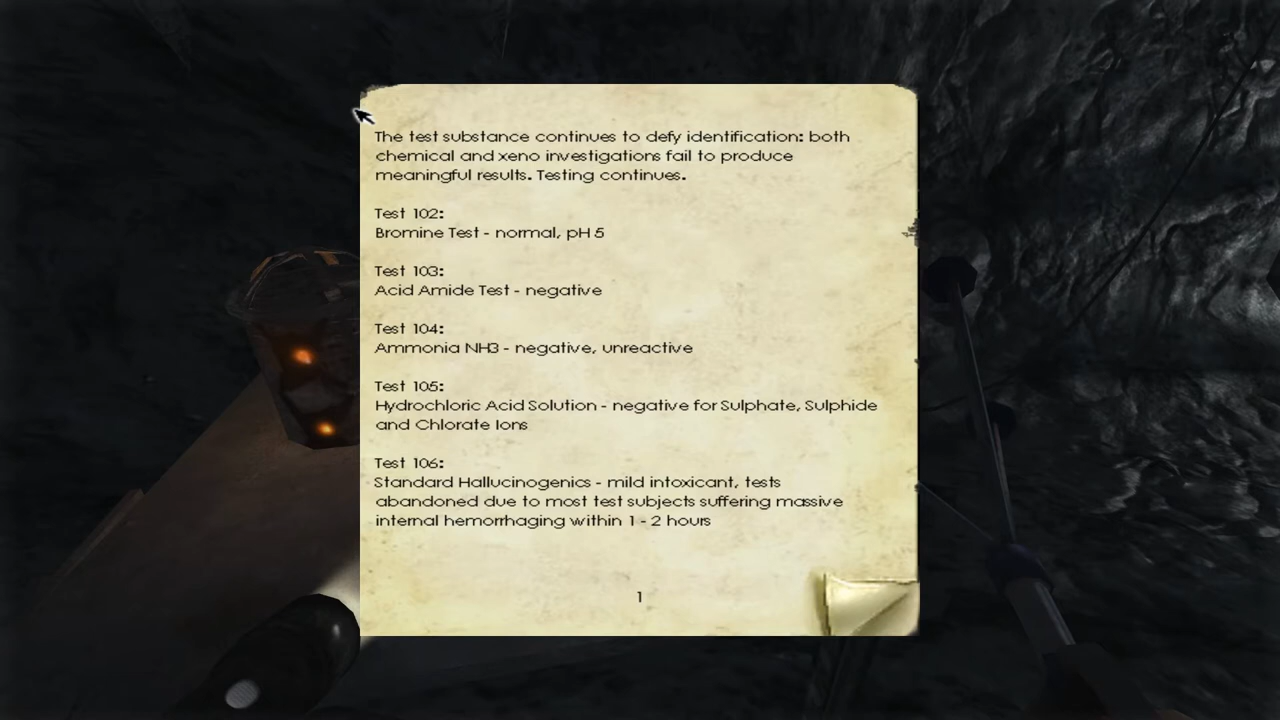 The test substance continues to defy identification: both
chemical and xeno investigations fail to produce
meaningful results. Testing continues.
Test 102:
Bromine Test - normal, pH 5
Test 103:
Acid Amide Test - negative
Test 104:
Ammonia NH3 - negative, unreactive
Test 105:
Hydrochloric Acid Solution - negative for Sulphate, Sulphide
and Chlorate Ions
Test 106:
Standard Hallucinogenics - mild intoxicant, tests
abandoned due to most test subjects suffering massive
internal hemorrhaging within 1 - 2 hours
1